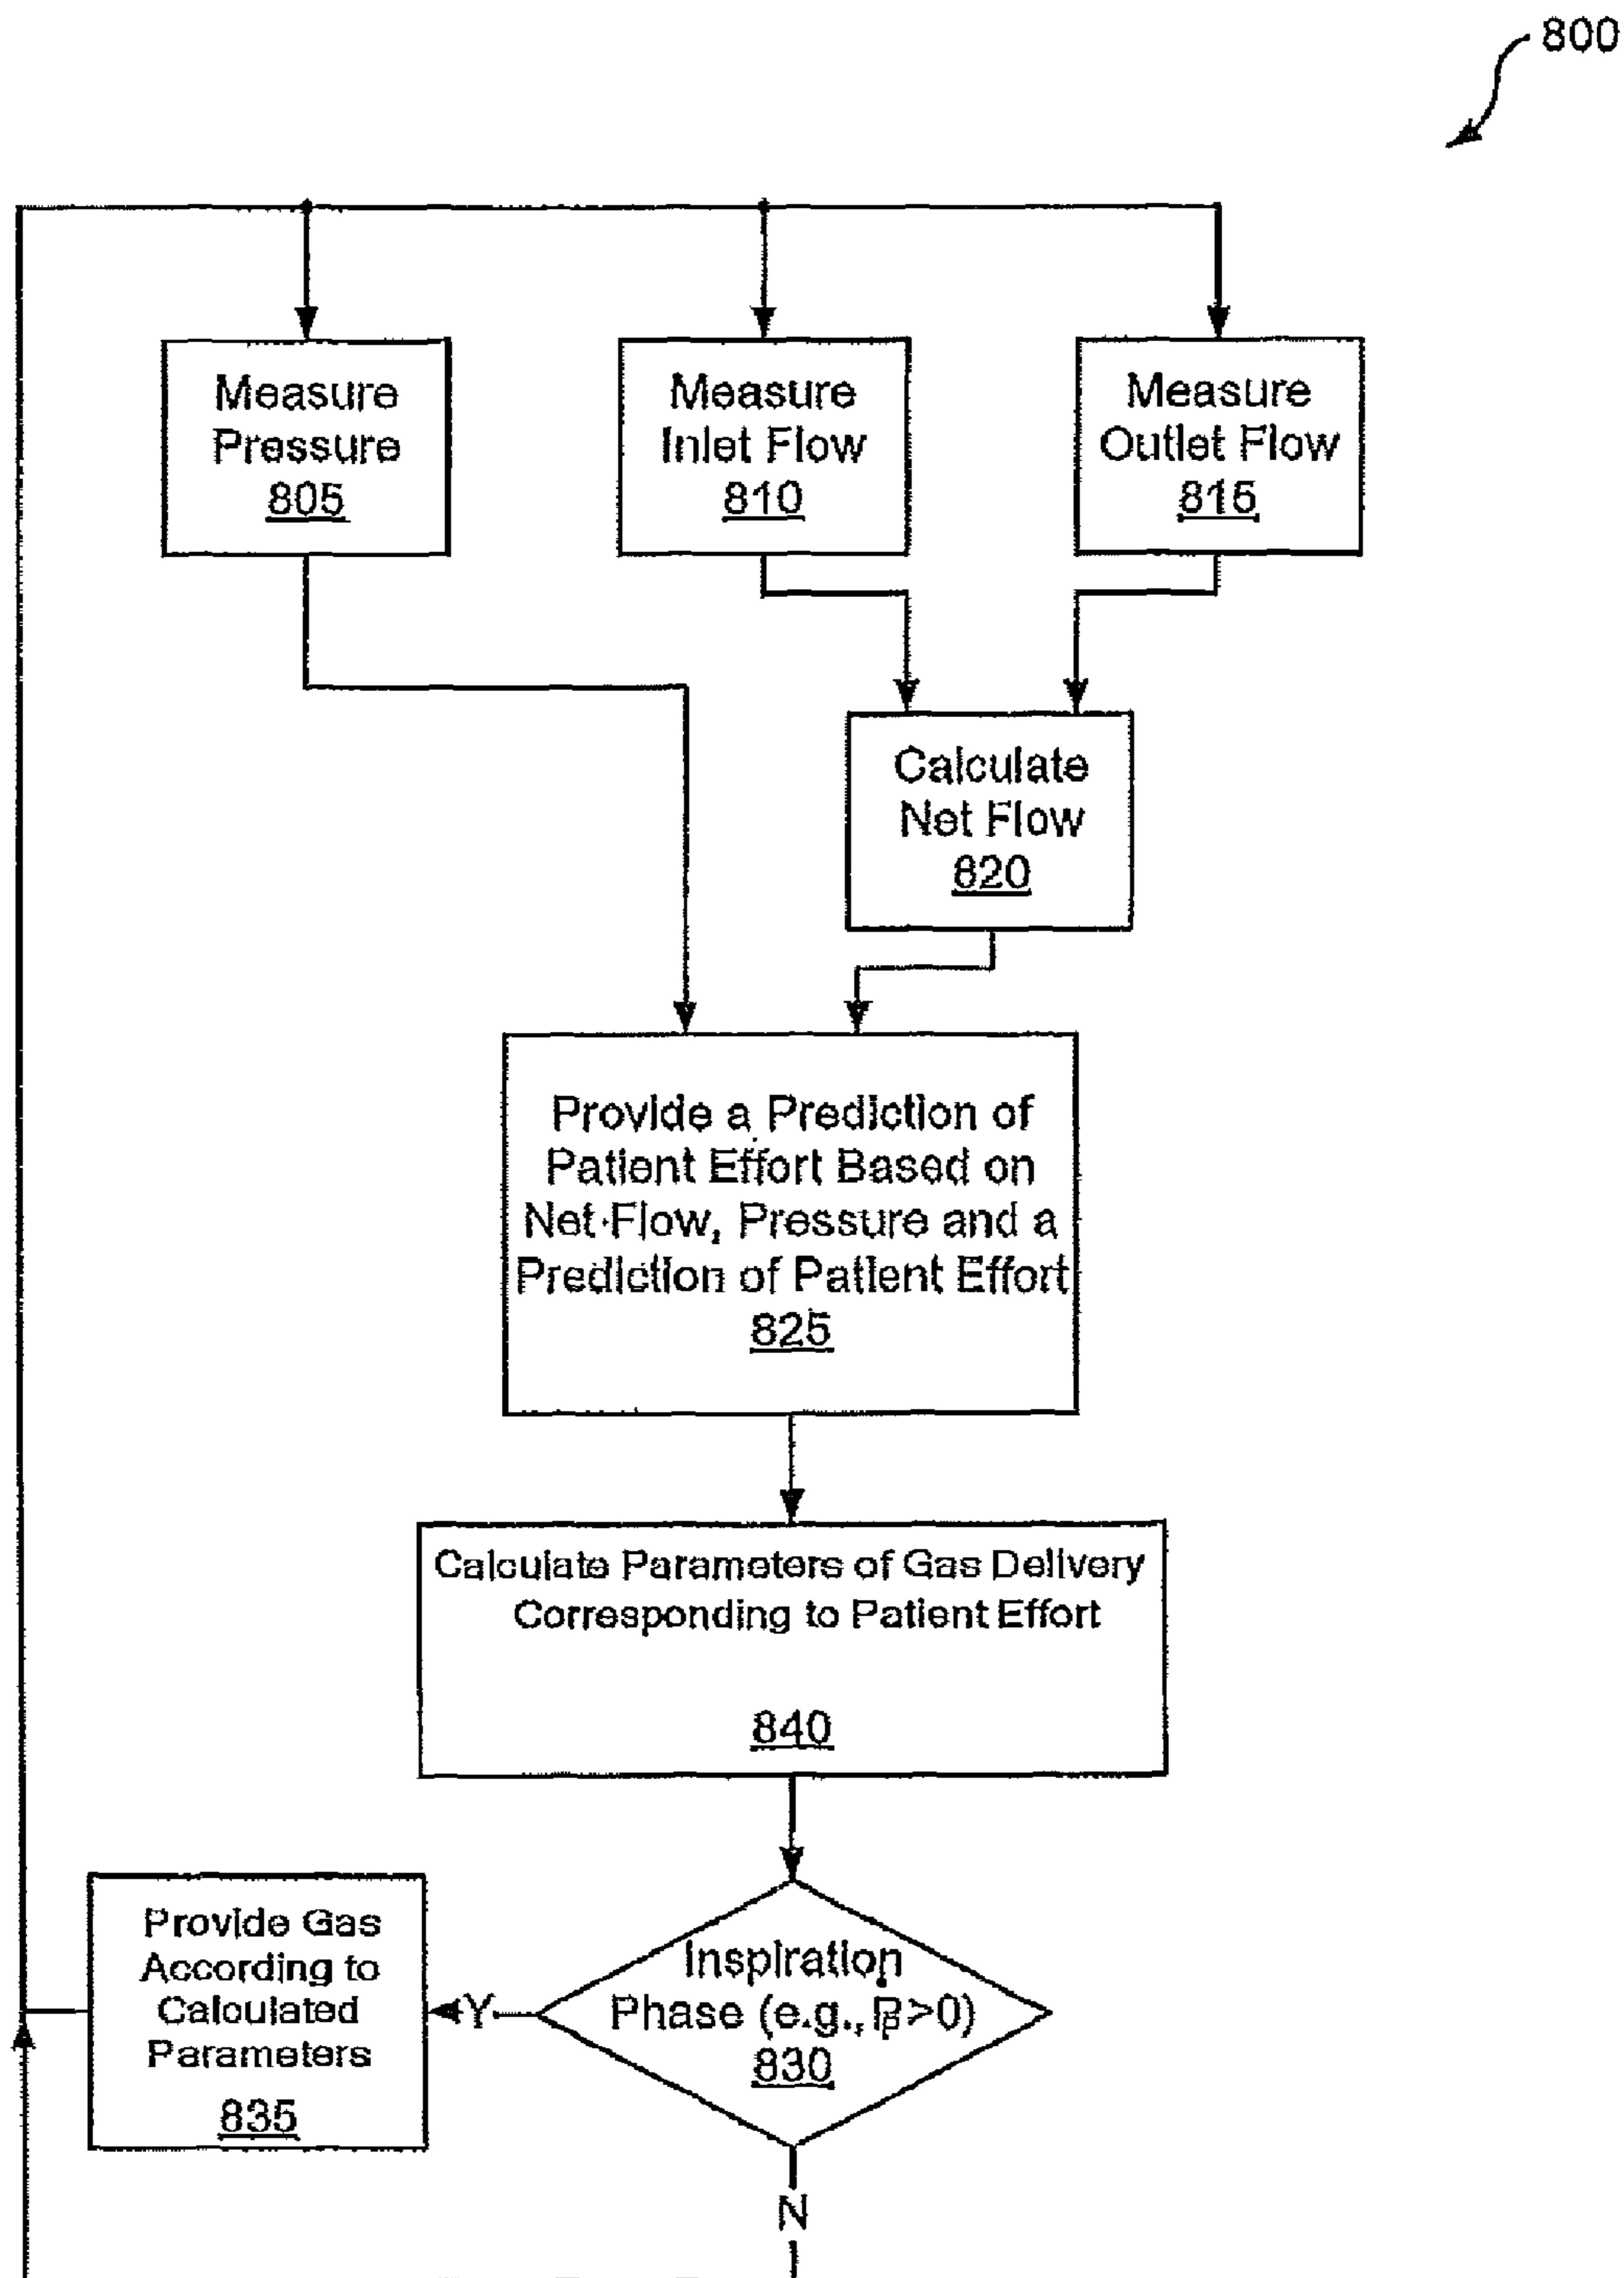 800
Measure
Pressure
805
Measure
Inlet Flow
810
Measure
Outlet Flow
815
Calculate
Net Flow
820
Provide a Prediction of
Patient Effort Based on
Net Flow, Pressure and a
Prediction of Patient Effort
825
Calculate Parameters of Gas Delivery
Corresponding to Patient Effort
840
Provide Gas
According to
Calculated
Parameters
835
Y
Inspiration
Phase (e.g., >0)
830
N